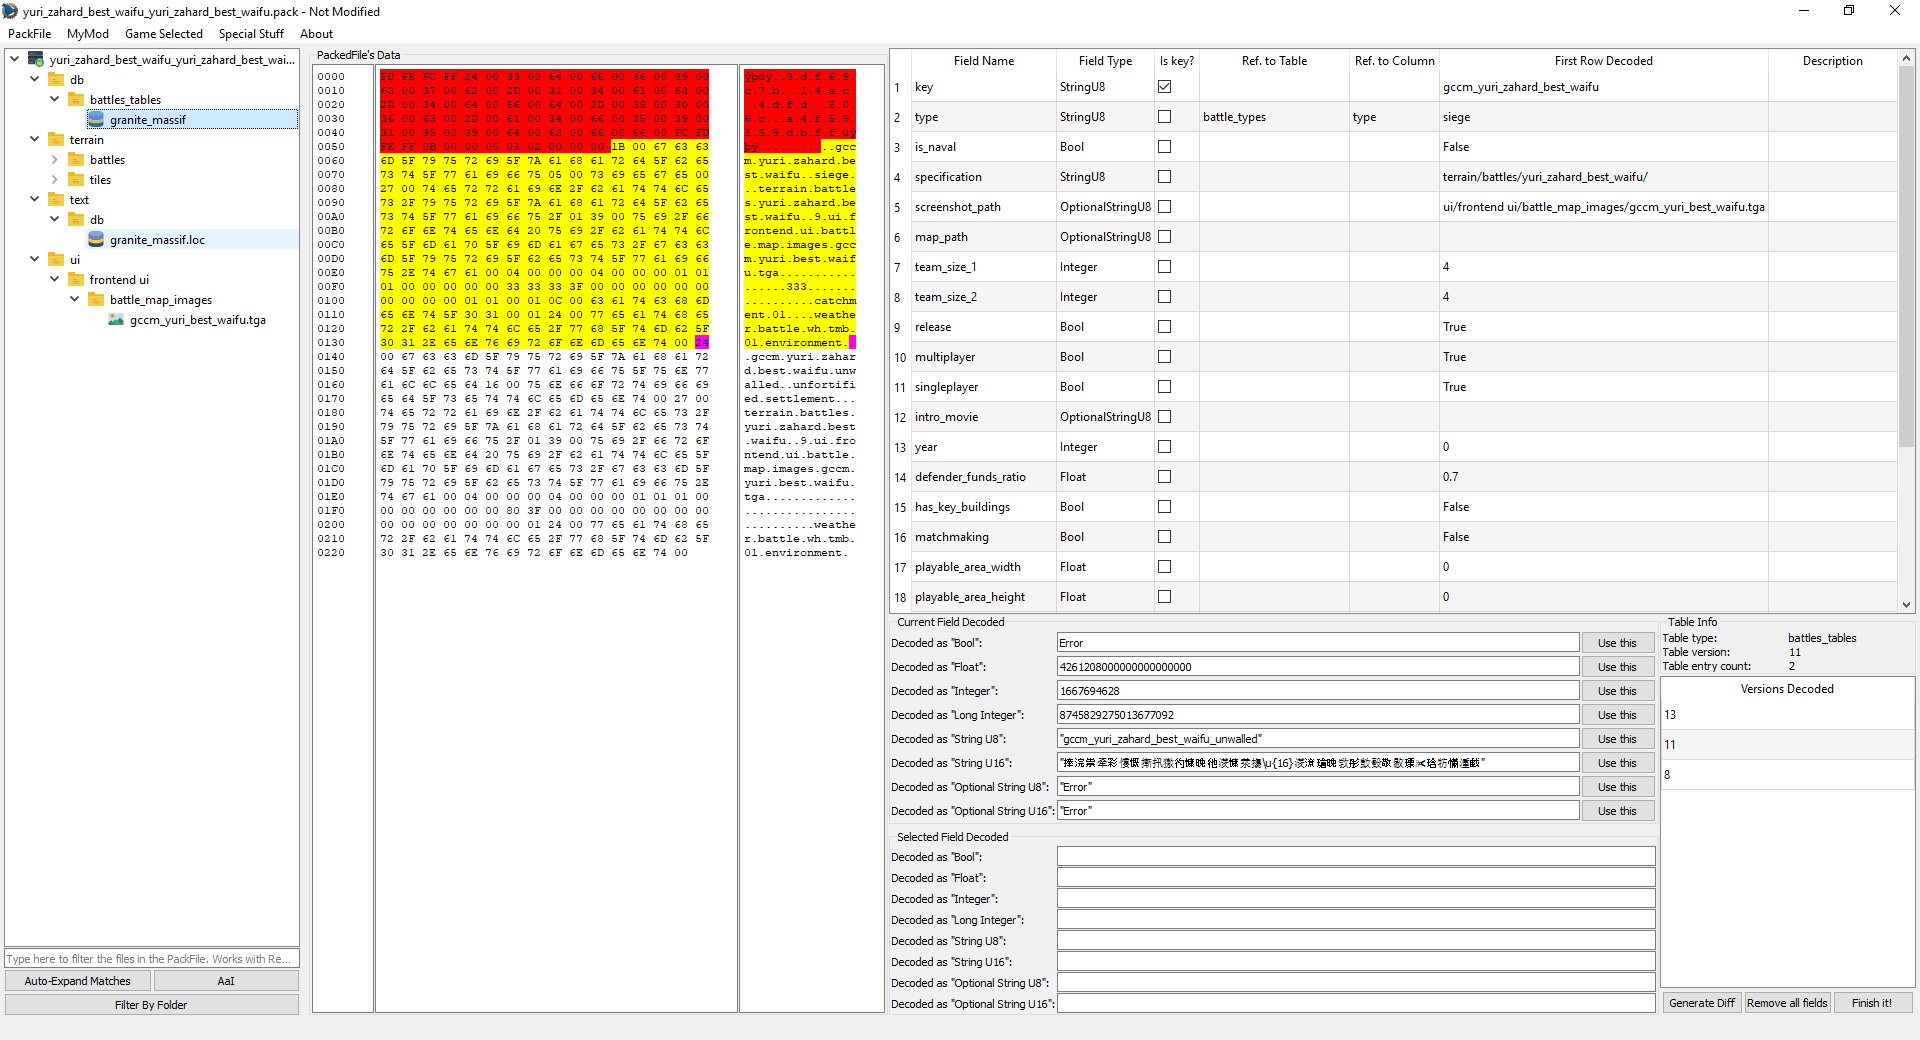 yuri_zahard_best_waifu_yuri_zahard_best_waifu.pack - Not Modified
PackFile MyMod Game Selected Special Stuff About
yuri_zahard_best_waifu_yuri_zahard_best_wai...
db
battles_tables
granite_massif
terrain
battles
tiles
text
db
granite_massif.loc
ui
frontend ui
battle_map_images
gccm_yuri_best_waifu.tga
Type here to filter the files in the PackFile. Works with Re...
Auto-Expand Matches AaI
Filter By Folder
PackedFile's Data
0000 FD FE FC FF 24 00 33 00 64 00 66 00 36 00 39 00
0010 63 00 37 00 62 00 2D 00 31 00 34 00 61 00 63 00
0020 2D 00 34 00 64 00 66 00 2D 00 38 00 30 00
0030 36 00 63 00 2D 00 61 00 34 00 66 00 35 00 39 00
0040 31 00 35 00 39 00 64 00 62 00 66 00 66 00 FC FD
0050 FE FF 0B 00 00 00 01 02 00 00 00 1B 00 67 63 63
0060 6D 5F 79 75 72 69 5F 7A 61 68 61 72 64 5F 62 65 m.yuri.zahard.be
0070 73 74 5F 77 61 69 66 75 05 00 73 69 65 67 65 00 st.waifu..siege.
0080 27 00 74 65 72 72 61 69 6E 2F 62 61 74 74 6C 65 ..terrain.battle
0090 73 2F 79 75 72 69 5F 7A 61 68 61 72 64 5F 62 65 s.yuri.zahard.be
00A0 73 74 5F 77 61 69 66 75 2F 01 39 00 75 69 2F 66 st.waifu..9.ui.f
00B0 72 6F 6E 74 65 6E 64 20 75 69 2F 62 61 74 74 6C rontend.ui.battl
00C0 65 5F 6D 61 70 5F 69 6D 61 67 65 73 2F 67 63 63 e.map.images.gcc
00D0 6D 5F 79 75 72 69 5F 62 65 73 74 5F 77 61 69 66 m.yuri.best.waif
00E0 75 2E 74 67 61 00 04 00 00 00 04 00 00 00 01 01 u.tga...........
00F0 01 00 00 00 00 33 33 33 3F 00 00 00 00 00 00 00 ......333.......
0100 00 00 00 00 01 01 00 01 0C 00 63 61 74 63 68 6D ..........catchm
0110 65 6E 74 5F 30 31 00 01 24 00 77 65 61 74 68 65 ent.01....weathe
0120 72 2F 62 61 74 74 6C 65 2F 77 68 5F 74 6D 62 5F r.battle.wh.tmb.
0130 30 31 2E 65 6E 76 69 72 6F 6E 6D 65 6E 74 00 24 01.environment..
0140 00 67 63 63 6D 5F 79 75 72 69 5F 7A 61 68 61 72 .gccm.yuri.zahar
0150 64 5F 62 65 73 74 5F 77 61 69 66 75 5F 75 6E 77 d.best.waifu.unw
0160 61 6C 6C 65 64 16 00 75 6E 66 6F 72 74 69 66 69 alled..unfortifi
0170 65 64 5F 73 65 74 74 6C 65 6D 65 6E 74 00 27 00 ed.settlement...
0180 74 65 72 72 61 69 6E 2F 62 61 74 74 6C 65 73 2F terrain.battles.
0190 79 75 72 69 5F 7A 61 68 61 72 64 5F 62 65 73 74 yuri.zahard.best
01A0 5F 77 61 69 66 75 2F 01 39 00 75 69 2F 66 72 6F .waifu..9.ui.fro
01B0 6E 74 65 6E 64 20 75 69 2F 62 61 74 74 6C 65 5F ntend.ui.battle.
01C0 6D 61 70 5F 69 6D 61 67 65 73 2F 67 63 63 6D 5F map.images.gccm.
01D0 79 75 72 69 5F 62 65 73 74 5F 77 61 69 66 75 2E yuri.best.waifu.
01E0 74 67 61 00 04 00 00 00 04 00 00 00 01 01 01 00 tga.............
01F0 00 00 00 00 00 80 3F 00 00 00 00 00 00 00 00 00 ................
0200 00 00 00 00 00 00 01 24 00 77 65 61 74 68 65 .........weathe
0210 72 2F 62 61 74 74 6C 65 2F 77 68 5F 74 6D 62 5F r.battle.wh.tmb.
0220 30 31 2E 65 6E 76 69 72 6F 6E 6D 65 6E 74 00 01.environment.
Field Name Field Type Is key? Ref. to Table Ref. to Column First Row Decoded Description
1 key StringU8 gccm_yuri_zahard_best_waifu
2 type StringU8 battle_types type siege
3 is_naval Bool False
4 specification StringU8 terrain/battles/yuri_zahard_best_waifu/
5 screenshot_path OptionalStringU8 ui/frontend ui/battle_map_images/gccm_yuri_best_waifu.tga
6 map_path OptionalStringU8
7 team_size_1 Integer 4
8 team_size_2 Integer 4
9 release Bool True
10 multiplayer Bool True
11 singleplayer Bool True
12 intro_movie OptionalStringU8
13 year Integer 0
14 defender_funds_ratio Float 0.7
15 has_key_buildings Bool False
16 matchmaking Bool False
17 playable_area_width Float 0
18 playable_area_height Float 0
Current Field Decoded
Decoded as "Bool": Error Use this
Decoded as "Float": 4261208000000000000000 Use this
Decoded as "Integer": 1667694628 Use this
Decoded as "Long Integer": 8745829275013677092 Use this
Decoded as "String U8": "gccm_yuri_zahard_best_waifu_unwalled" Use this
Decoded as "String U16": Use this
Decoded as "Optional String U8": "Error" Use this
Decoded as "Optional String U16": "Error" Use this
Selected Field Decoded
Decoded as "Bool":
Decoded as "Float":
Decoded as "Integer":
Decoded as "Long Integer":
Decoded as "String U8":
Decoded as "String U16":
Decoded as "Optional String U8":
Decoded as "Optional String U16":
Table Info
Table type: battles_tables
Table version: 11
Table entry count: 2
Versions Decoded
13
11
8
Generate Diff Remove all fields Finish it!